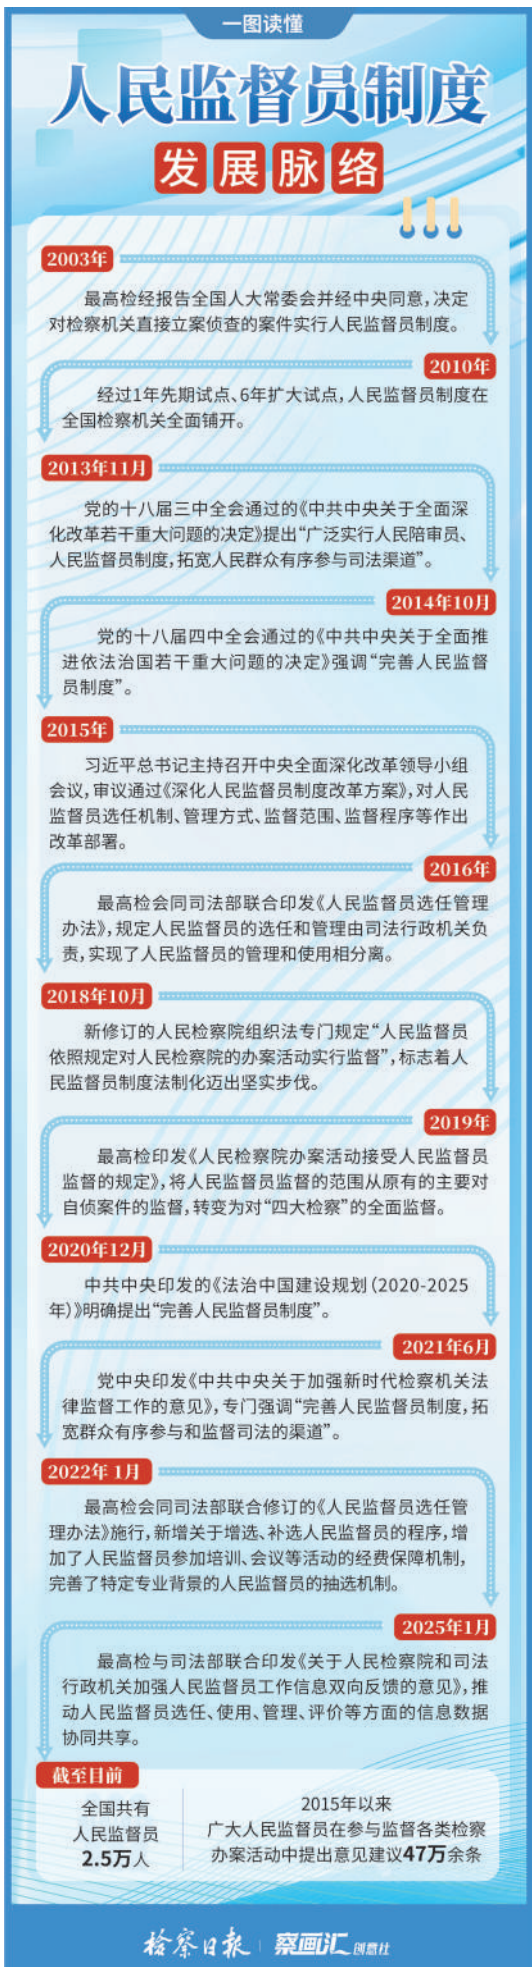 一图读懂
人民监督员制度
发展脉络
2003年
最高检经报告全国人大常委会并经中央同意，决定
对检察机关直接立案侦查的案件实行人民监督员制度。
2010年
经过1年先期试点、6年扩大试点，人民监督员制度在
全国检察机关全面铺开。
2013年11月
党的十八届三中全会通过的《中共中央关于全面深
化改革若干重大问题的决定》提出“广泛实行人民陪审员、
人民监督员制度，拓宽人民群众有序参与司法渠道”。
2014年10月
党的十八届四中全会通过的《中共中央关于全面推
进依法治国若干重大问题的决定》强调“完善人民监督
员制度”。
2015年
习近平总书记主持召开中央全面深化改革领导小组
会议，审议通过《深化人民监督员制度改革方案》，对人民
监督员选任机制、管理方式、监督范围、监督程序等作出
改革部署。
2016年
最高检会同司法部联合印发《人民监督员选任管理
办法》，规定人民监督员的选任和管理由司法行政机关负
责，实现了人民监督员的管理和使用相分离。
2018年10月
新修订的人民检察院组织法专门规定“人民监督员
依照规定对人民检察院的办案活动实行监督”，标志着人
民监督员制度法制化迈出坚实步伐。
2019年
最高检印发《人民检察院办案活动接受人民监督员
监督的规定》，将人民监督员监督的范围从原有的主要对
自侦案件的监督，转变为对“四大检察”的全面监督。
2020年12月
中共中央印发的《法治中国建设规划（2020-2025
年）》明确提出“完善人民监督员制度”。
2021年6月
党中央印发《中共中央关于加强新时代检察机关法
律监督工作的意见》，专门强调“完善人民监督员制度，拓
宽群众有序参与和监督司法的渠道”。
2022年1月
最高检会同司法部联合修订的《人民监督员选任管
理办法》施行，新增关于增选、补选人民监督员的程序，增
加了人民监督员参加培训、会议等活动的经费保障机制，
完善了特定专业背景的人民监督员的抽选机制。
2025年1月
最高检与司法部联合印发《关于人民检察院和司法
行政机关加强人民监督员工作信息双向反馈的意见》，推
动人民监督员选任、使用、管理、评价等方面的信息数据
协同共享。
截至目前
全国共有
人民监督员
2.5万人
2015年以来
广大人民监督员在参与监督各类检察
办案活动中提出意见建议47万余条
检察日报 察画汇 创意社